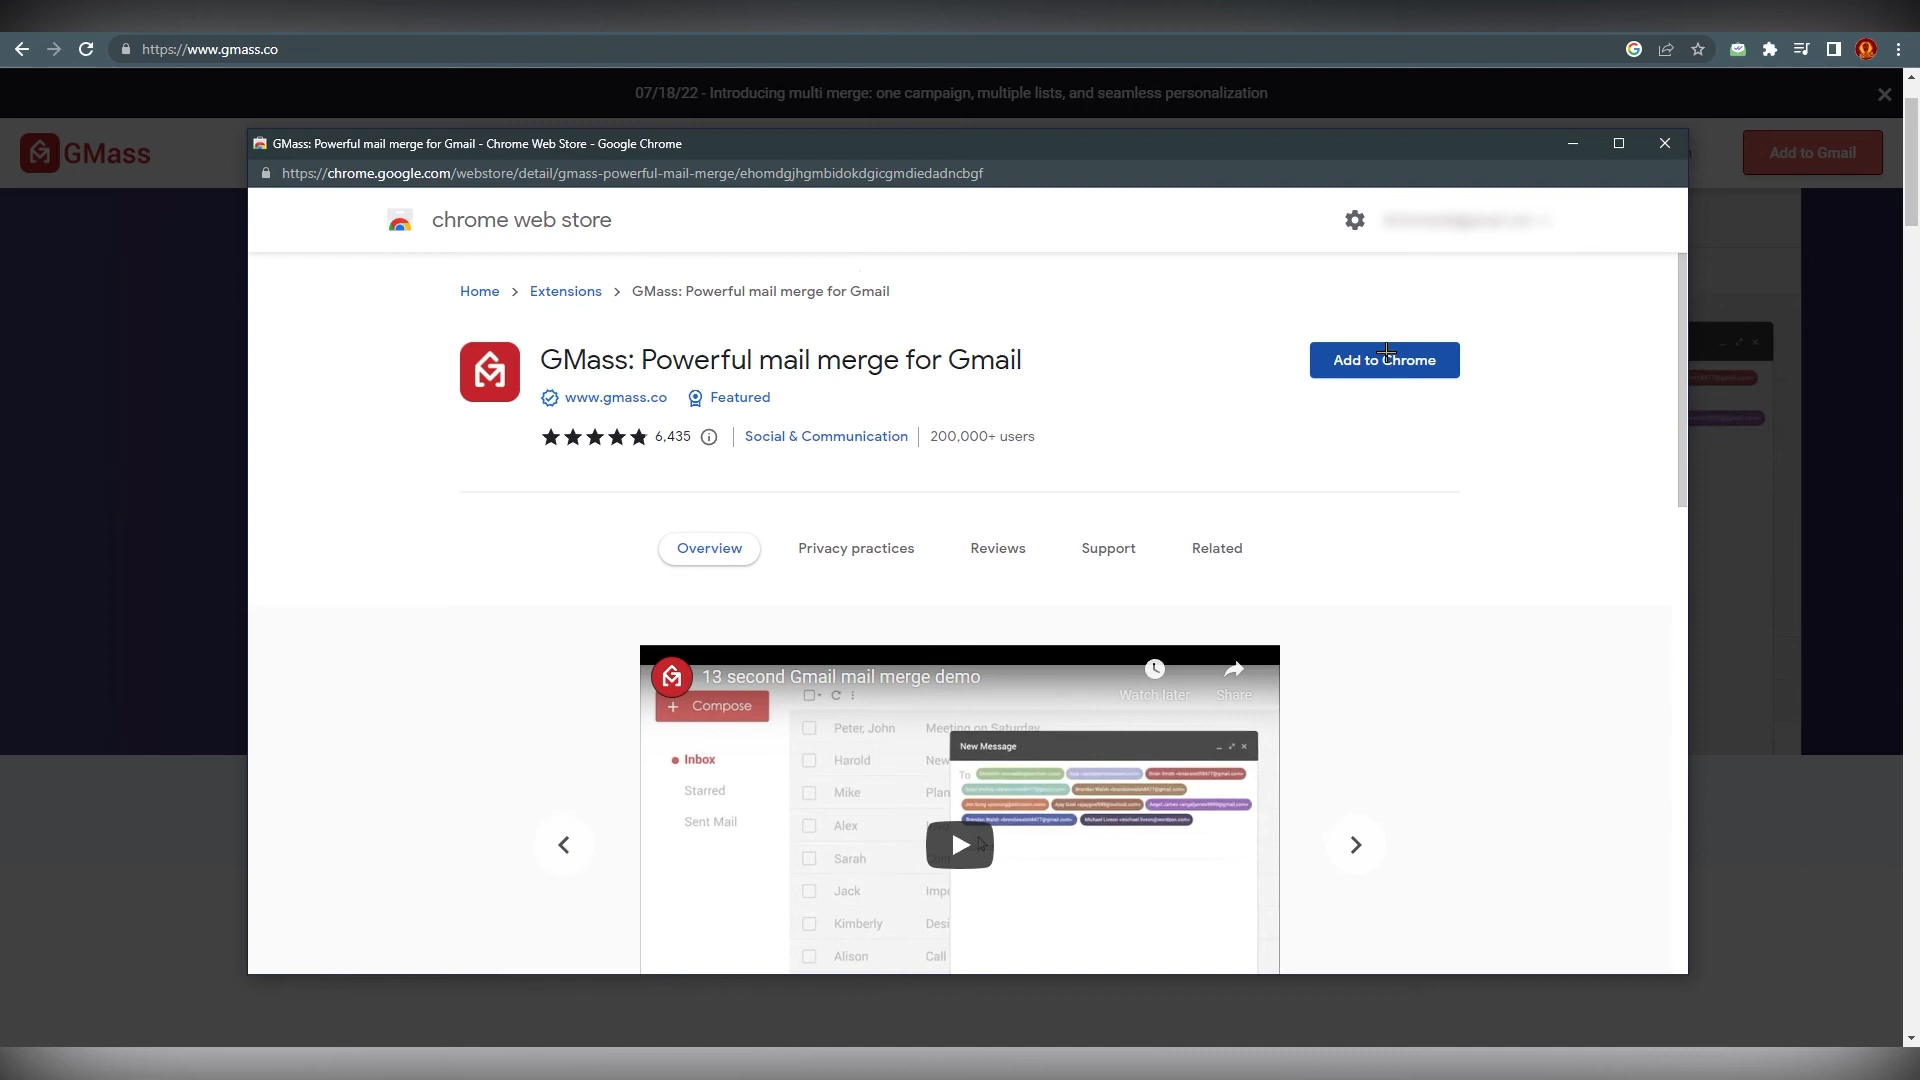 https://www.gmass.co
07/18/22 - Introducing multi merge: one campaign, multiple lists, and seamless personalization
GMass
Add to Gmail
GMass: Powerful mail merge for Gmail - Chrome Web Store - Google Chrome
https://chrome.google.com/webstore/detail/gmass-powerful-mail-merge/ehomdgjhgmbidokdgicgmdiedadncbgf
chrome web store
Home > Extensions > GMass: Powerful mail merge for Gmail
GMass: Powerful mail merge for Gmail
Add to Chrome
www.gmass.co Featured
6,435 Social & Communication 200,000+ users
Overview Privacy practices Reviews Support Related
13 second Gmail mail merge demo
Watch later Share
Compose
Inbox
Starred
Sent Mail
Peter, John Meeting on Saturday
Harold New
Mike Plan
Alex
Sarah
Jack Impo
Kimberly Desi
Alison Call
New Message
To